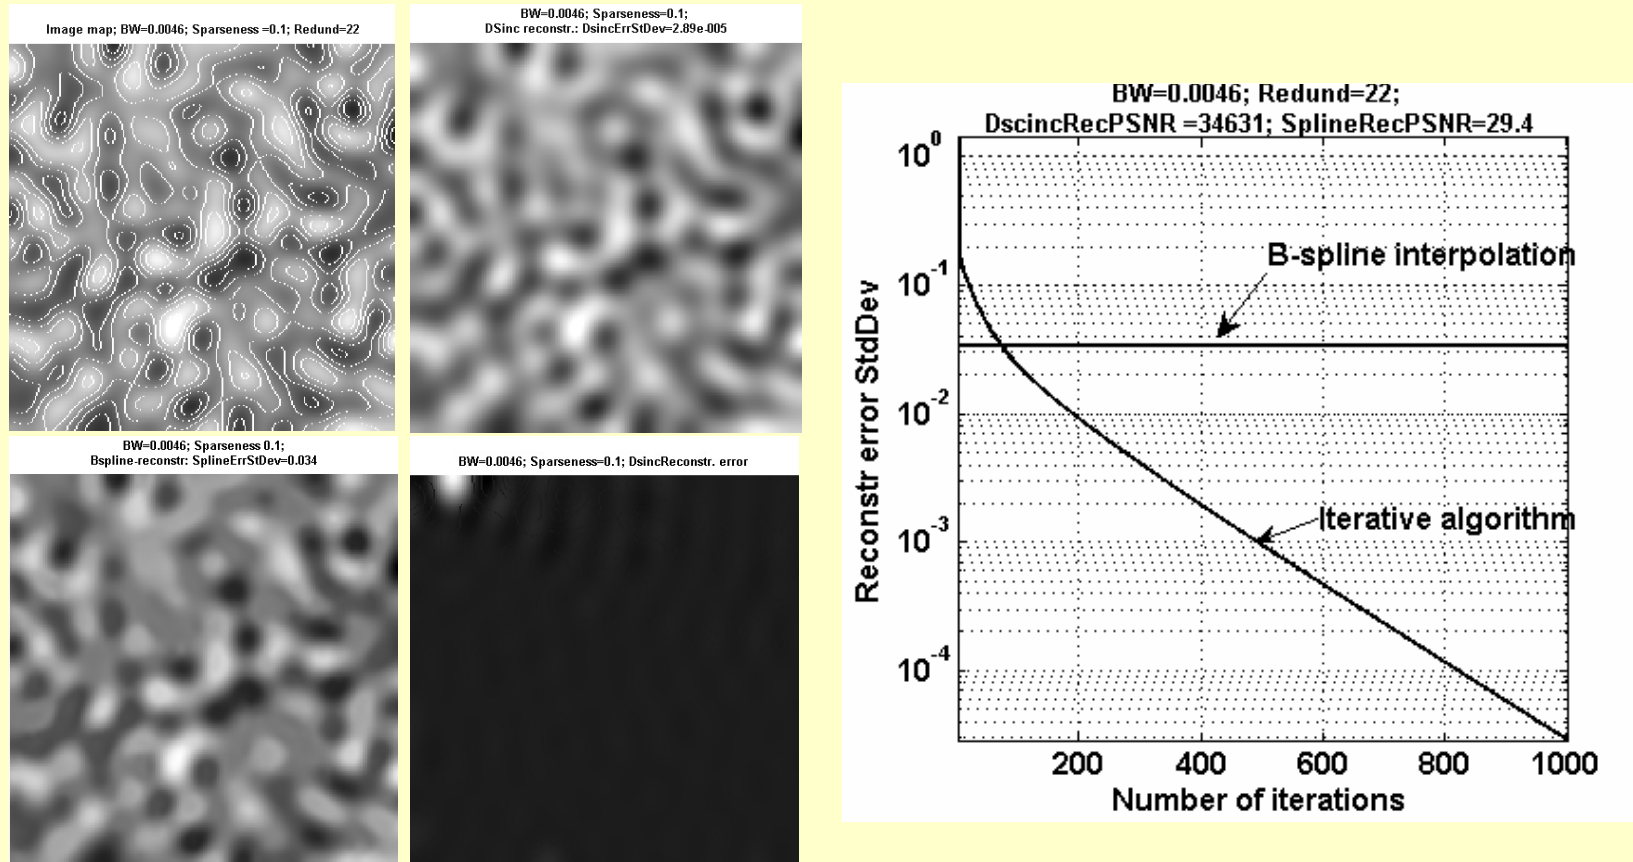 Image map; BW=0.0046; Sparseness =0.1; Redund=22
BW=0.0046; Sparseness=0.1;
DSinc reconstr.: DsincErrStDev=2.89e-005
BW=0.0046; Sparseness 0.1;
Bspline-reconstr: SplineErrStDev=0.034
BW=0.0046; Sparseness=0.1; DsincReconstr. error
BW=0.0046; Redund=22;
DscincRecPSNR =34631; SplineRecPSNR=29.4
10^0
10^-1
10^-2
10^-3
10^-4
Reconstr error StdDev
B-spline interpolation
Iterative algorithm
200 400 600 800 1000
Number of iterations